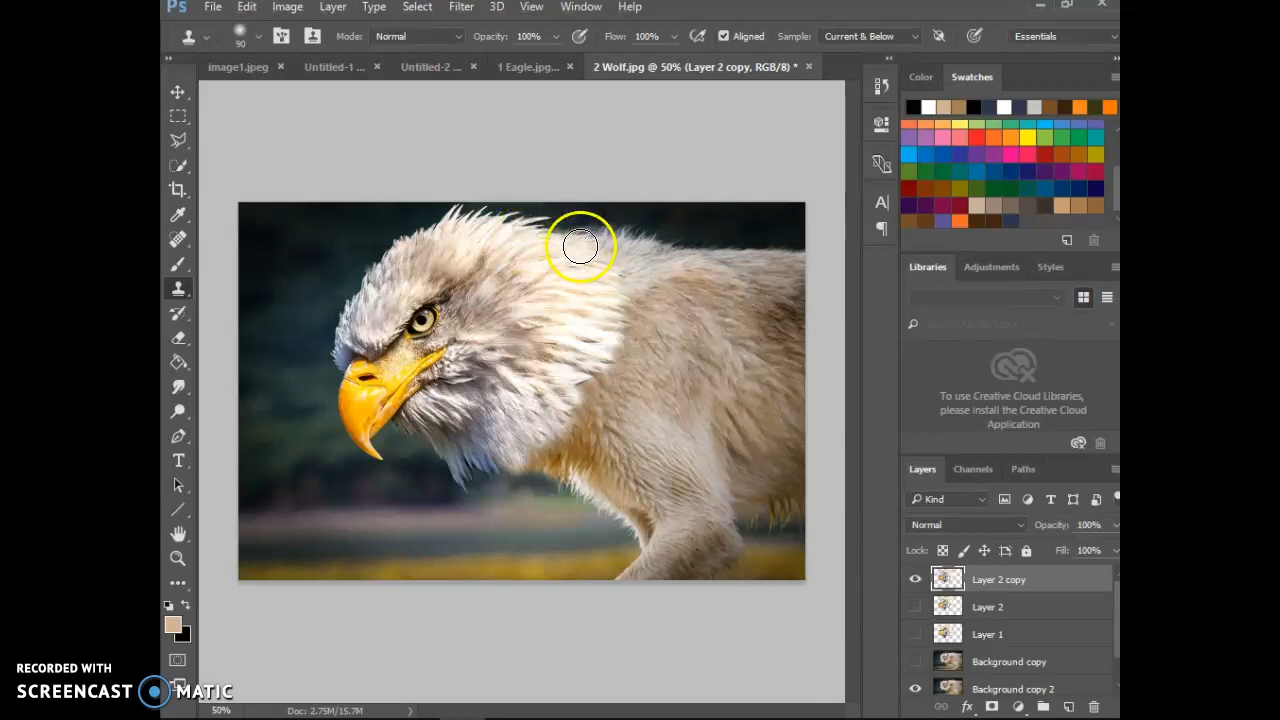 Ps File Edit Image Layer Type Select Filter 3D View Window Help
90 Mode: Normal Opacity: 100% Flow: 100% Aligned Sample: Current & Below Essentials
image1.jpeg × Untitled-1 ... × Untitled-2 ... × 1 Eagle.jpg... × 2 Wolf.jpg @ 50% (Layer 2 copy, RGB/8) * ×
Color Swatches
A
Libraries Adjustments Styles
To use Creative Cloud Libraries,
please install the Creative Cloud
Application
Layers Channels Paths
Kind T
Normal Opacity: 100%
Lock: Fill: 100%
Layer 2 copy
Layer 2
Layer 1
Background copy
Background copy 2
fx
50% Doc: 2.75M/15.7M
RECORDED WITH
SCREENCAST MATIC